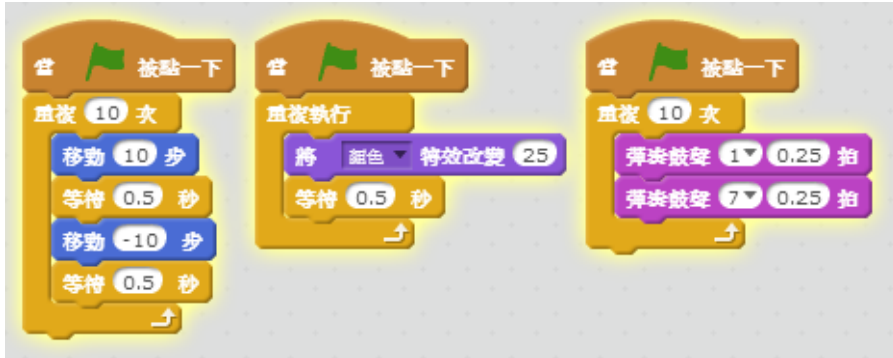 當 被點一下
重複 10 次
移動 10 步
等待 0.5 秒
移動 -10 步
等待 0.5 秒
當 被點一下
重複執行
將 顏色 特效改變 25
等待 0.5 秒
當 被點一下
重複 10 次
彈奏鼓聲 1 0.25 拍
彈奏鼓聲 7 0.25 拍